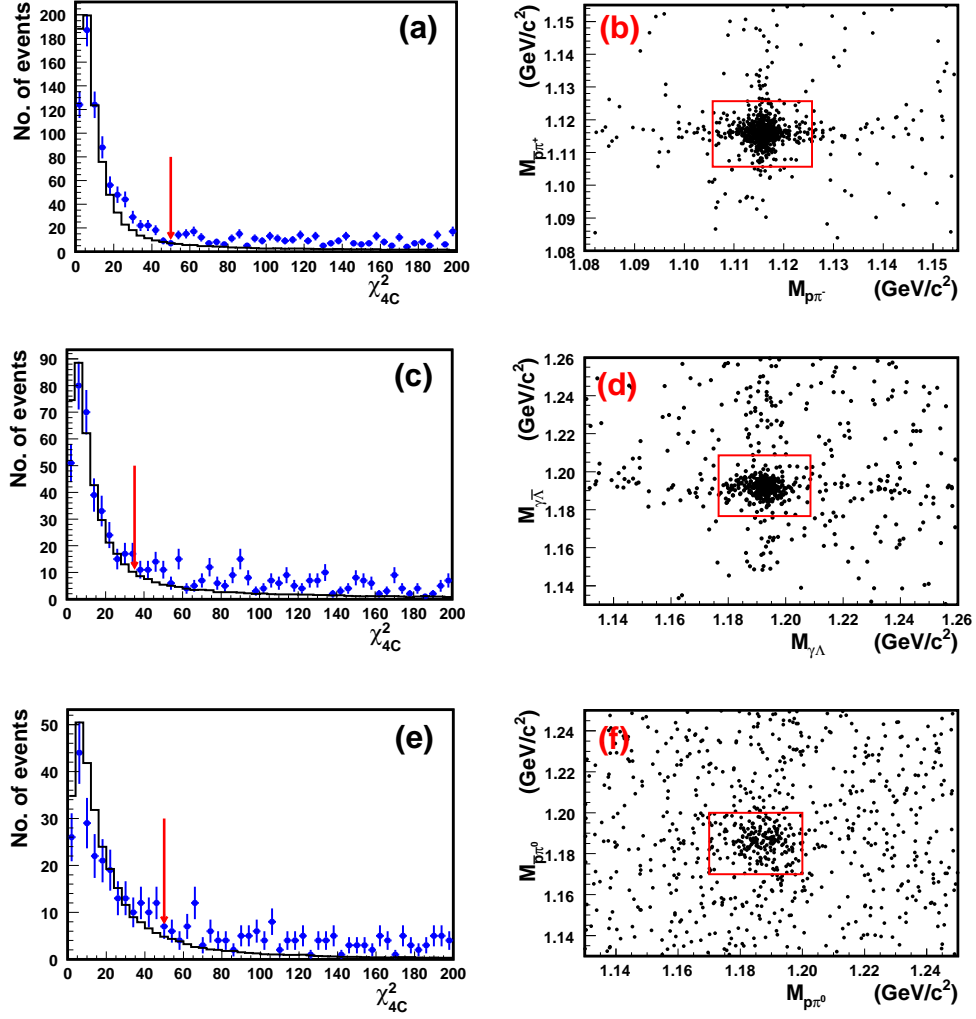 (a)
No. of events
200
180
160
140
120
100
80
60
40
20
0
0 20 40 60 80 100 120 140 160 180 200
χ²4C
(b)
M p̄π⁺ (GeV/c²)
1.15
1.14
1.13
1.12
1.11
1.10
1.09
1.08
1.08 1.09 1.10 1.11 1.12 1.13 1.14 1.15
M pπ⁻ (GeV/c²)
(c)
No. of events
90
80
70
60
50
40
30
20
10
0
0 20 40 60 80 100 120 140 160 180 200
χ²4C
(d)
M γΛ̄ (GeV/c²)
1.26
1.24
1.22
1.20
1.18
1.16
1.14
1.14 1.16 1.18 1.20 1.22 1.24 1.26
M γΛ (GeV/c²)
(e)
No. of events
50
40
30
20
10
0
0 20 40 60 80 100 120 140 160 180 200
χ²4C
(f)
M p̄π⁰ (GeV/c²)
1.24
1.22
1.20
1.18
1.16
1.14
1.14 1.16 1.18 1.20 1.22 1.24
M pπ⁰ (GeV/c²)